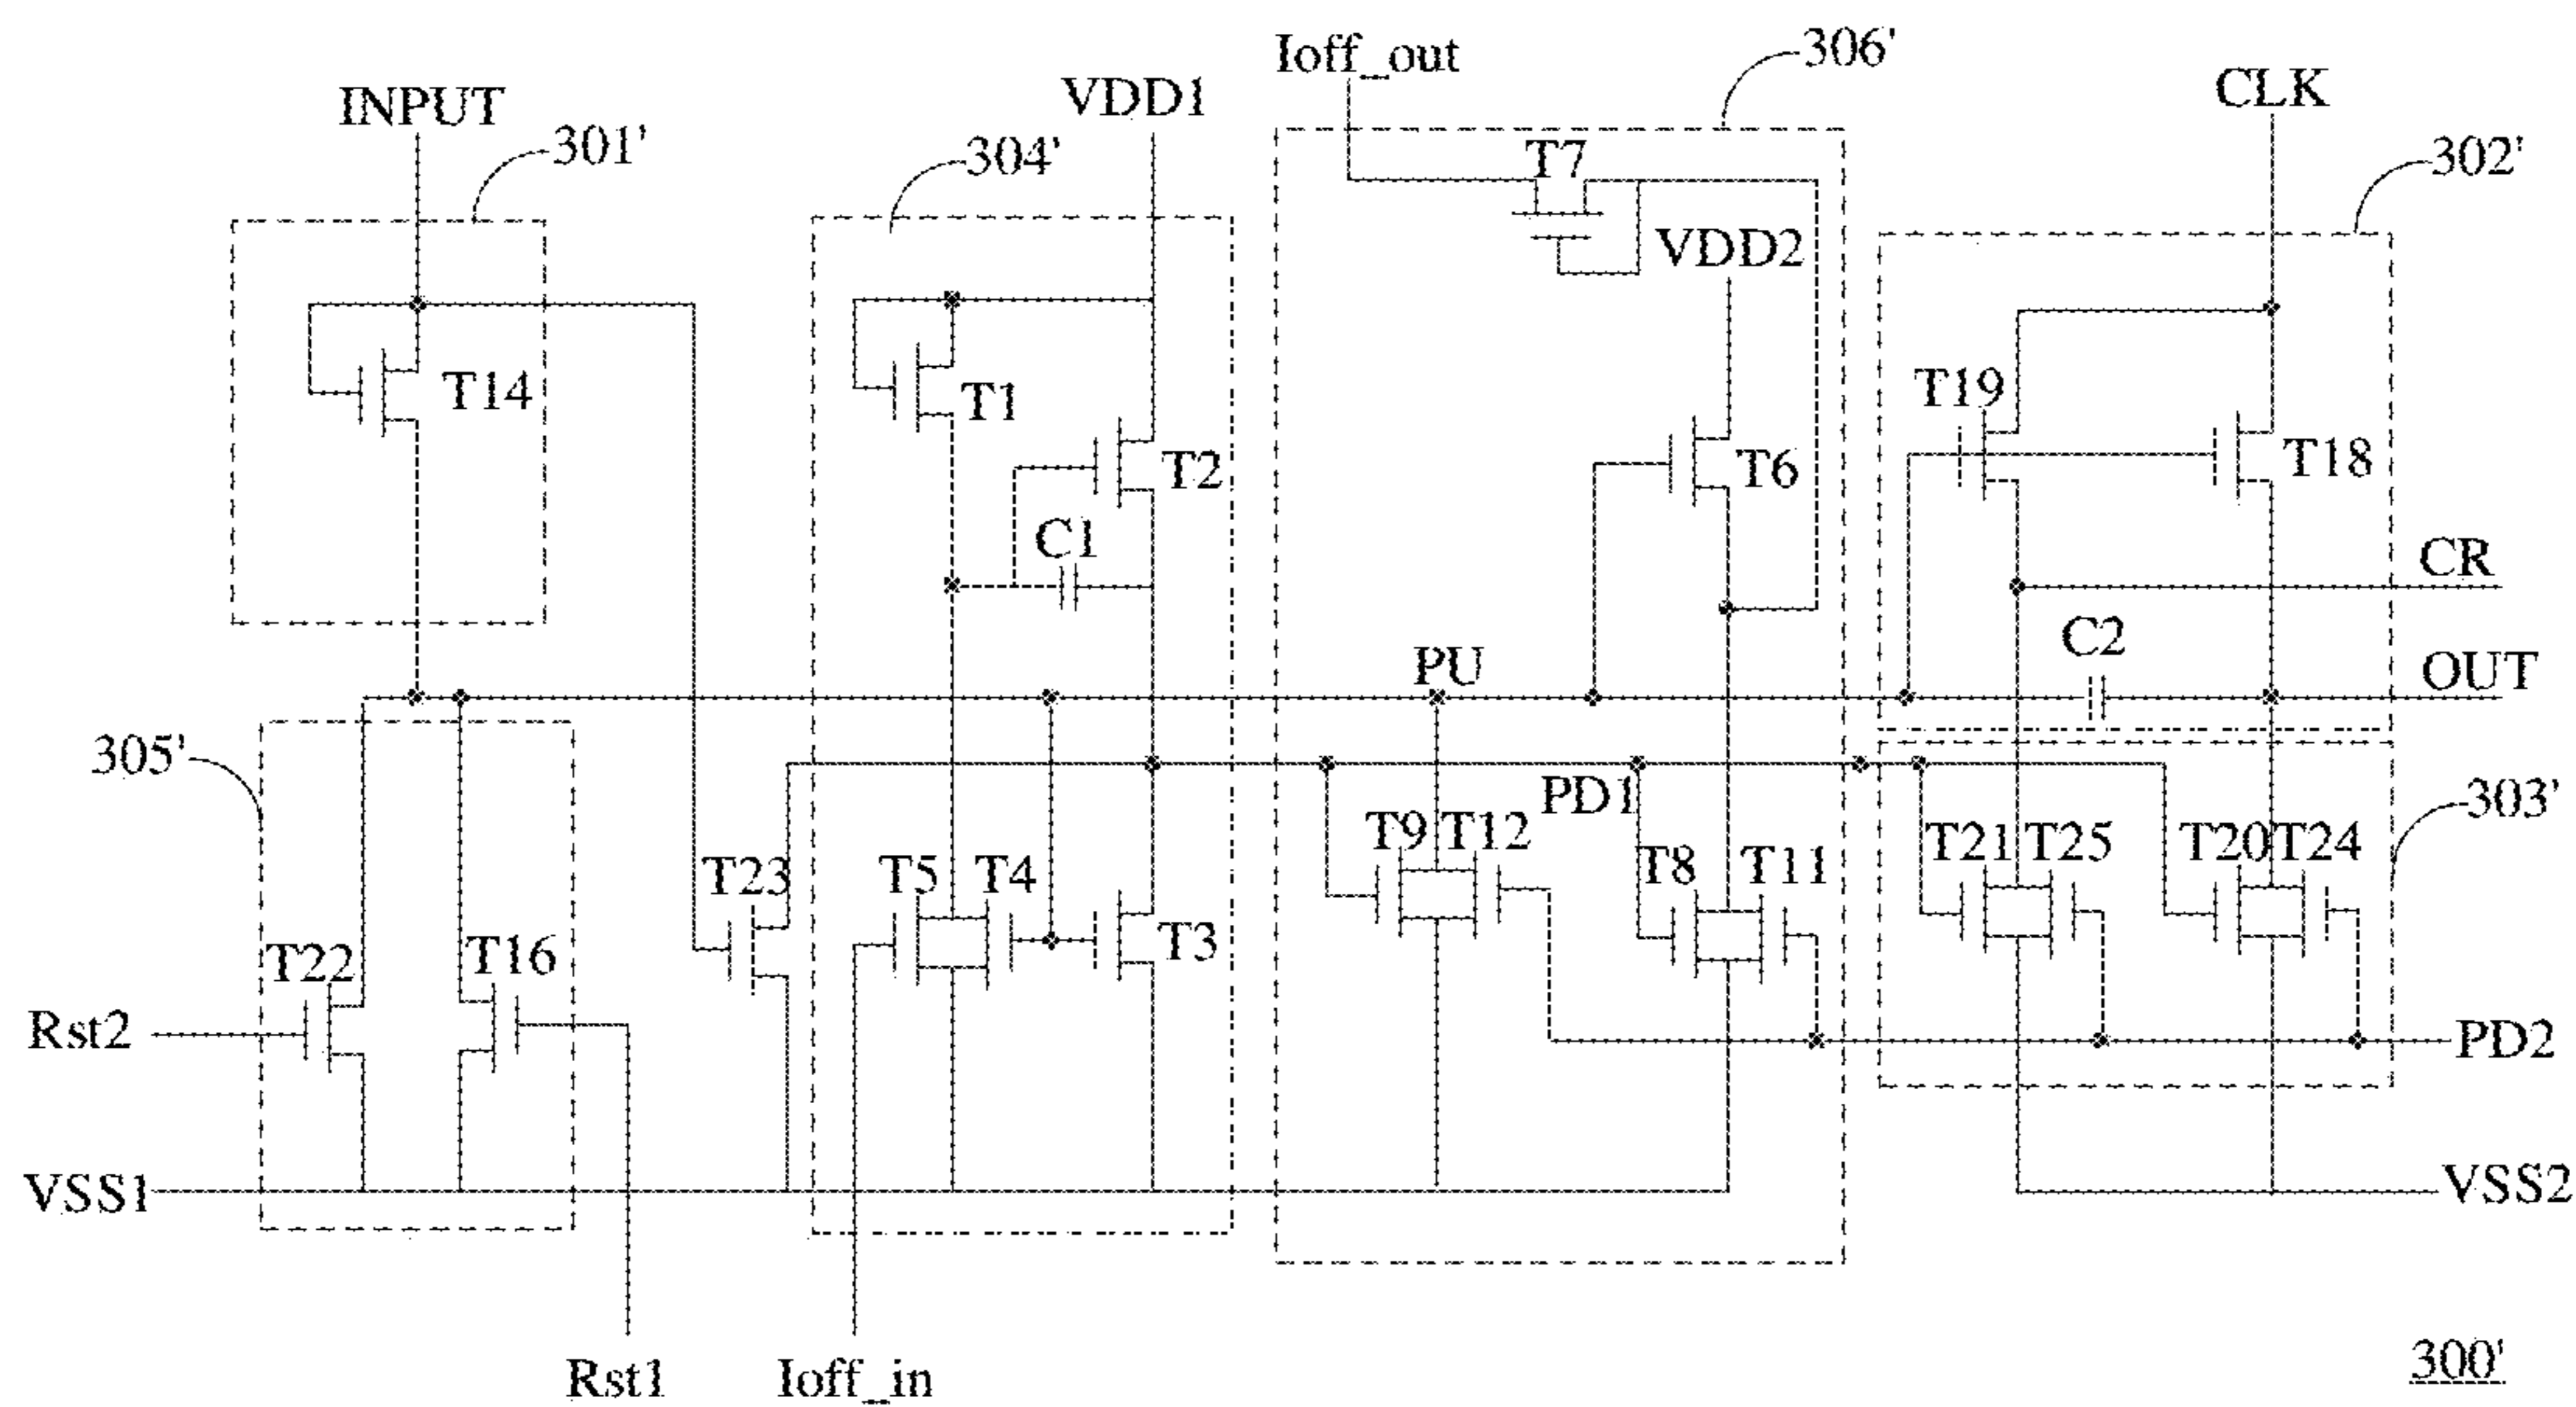 Ioff_out
306'
INPUT
VDD1
CLK
301'
304'
T7
302'
VDD2
T14
T1
T19
T2
T6
T18
C1
CR
PU
C2
OUT
305'
PD1
303'
T9 T12
T21 T25
T20 T24
T23
T5 T4
T8 T11
T22
T16
T3
Rst2
PD2
VSS1
VSS2
Rst1
Ioff_in
300'